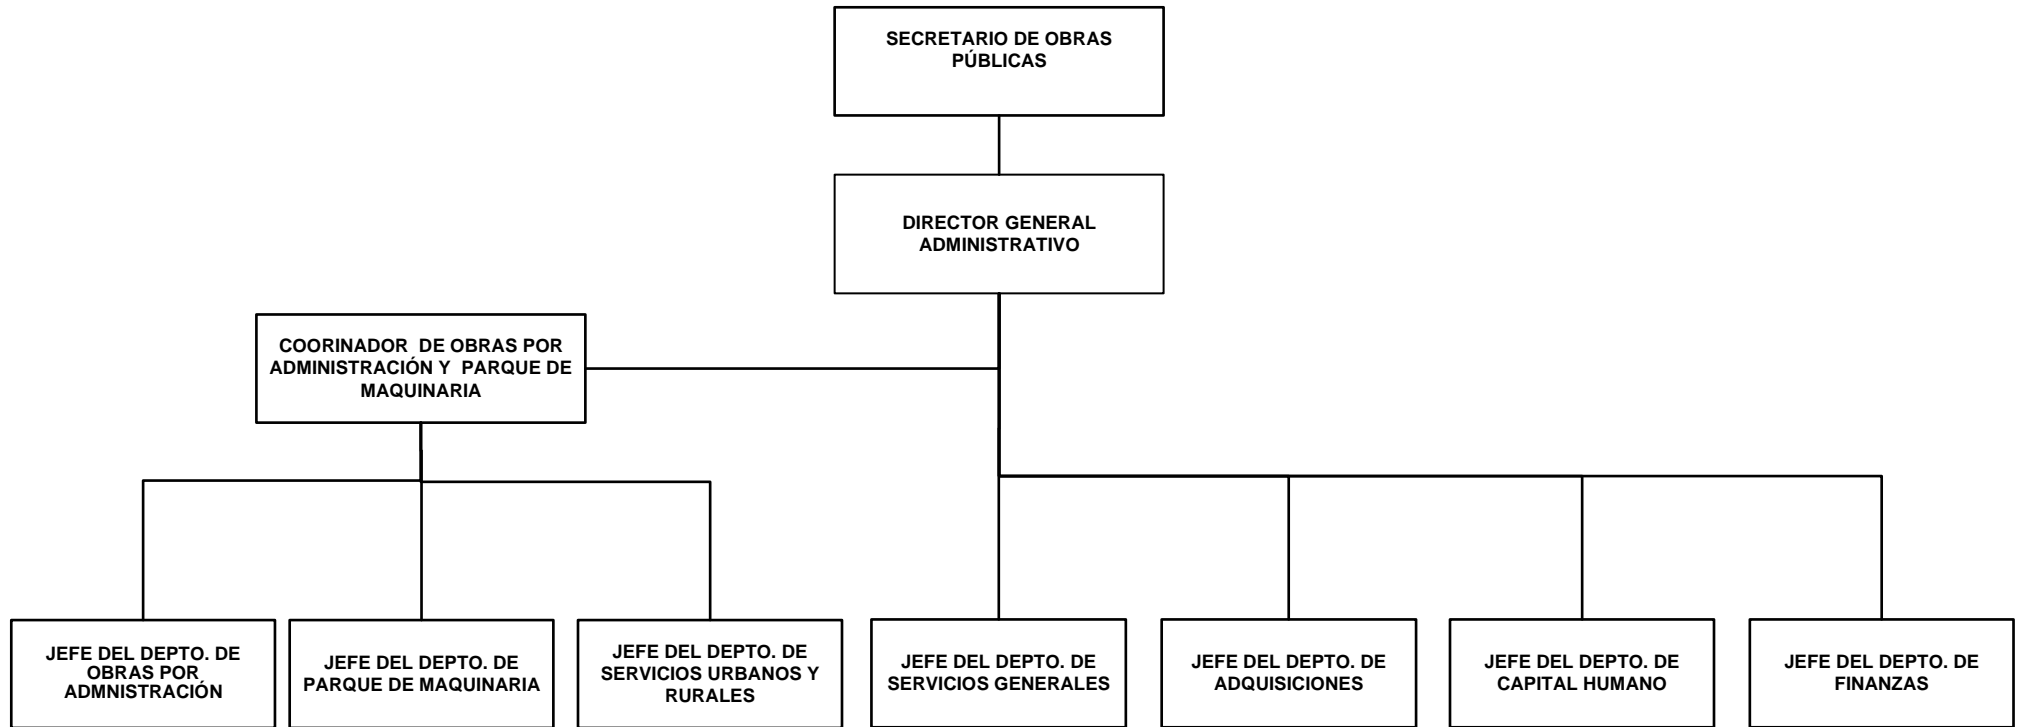 SECRETARIO DE OBRAS
PÚBLICAS
DIRECTOR GENERAL
ADMINISTRATIVO
COORINADOR DE OBRAS POR
ADMINISTRACIÓN Y PARQUE DE
MAQUINARIA
JEFE DEL DEPTO. DE
OBRAS POR
ADMNISTRACIÓN
JEFE DEL DEPTO. DE
PARQUE DE MAQUINARIA
JEFE DEL DEPTO. DE
SERVICIOS URBANOS Y
RURALES
JEFE DEL DEPTO. DE
SERVICIOS GENERALES
JEFE DEL DEPTO. DE
ADQUISICIONES
JEFE DEL DEPTO. DE
CAPITAL HUMANO
JEFE DEL DEPTO. DE
FINANZAS